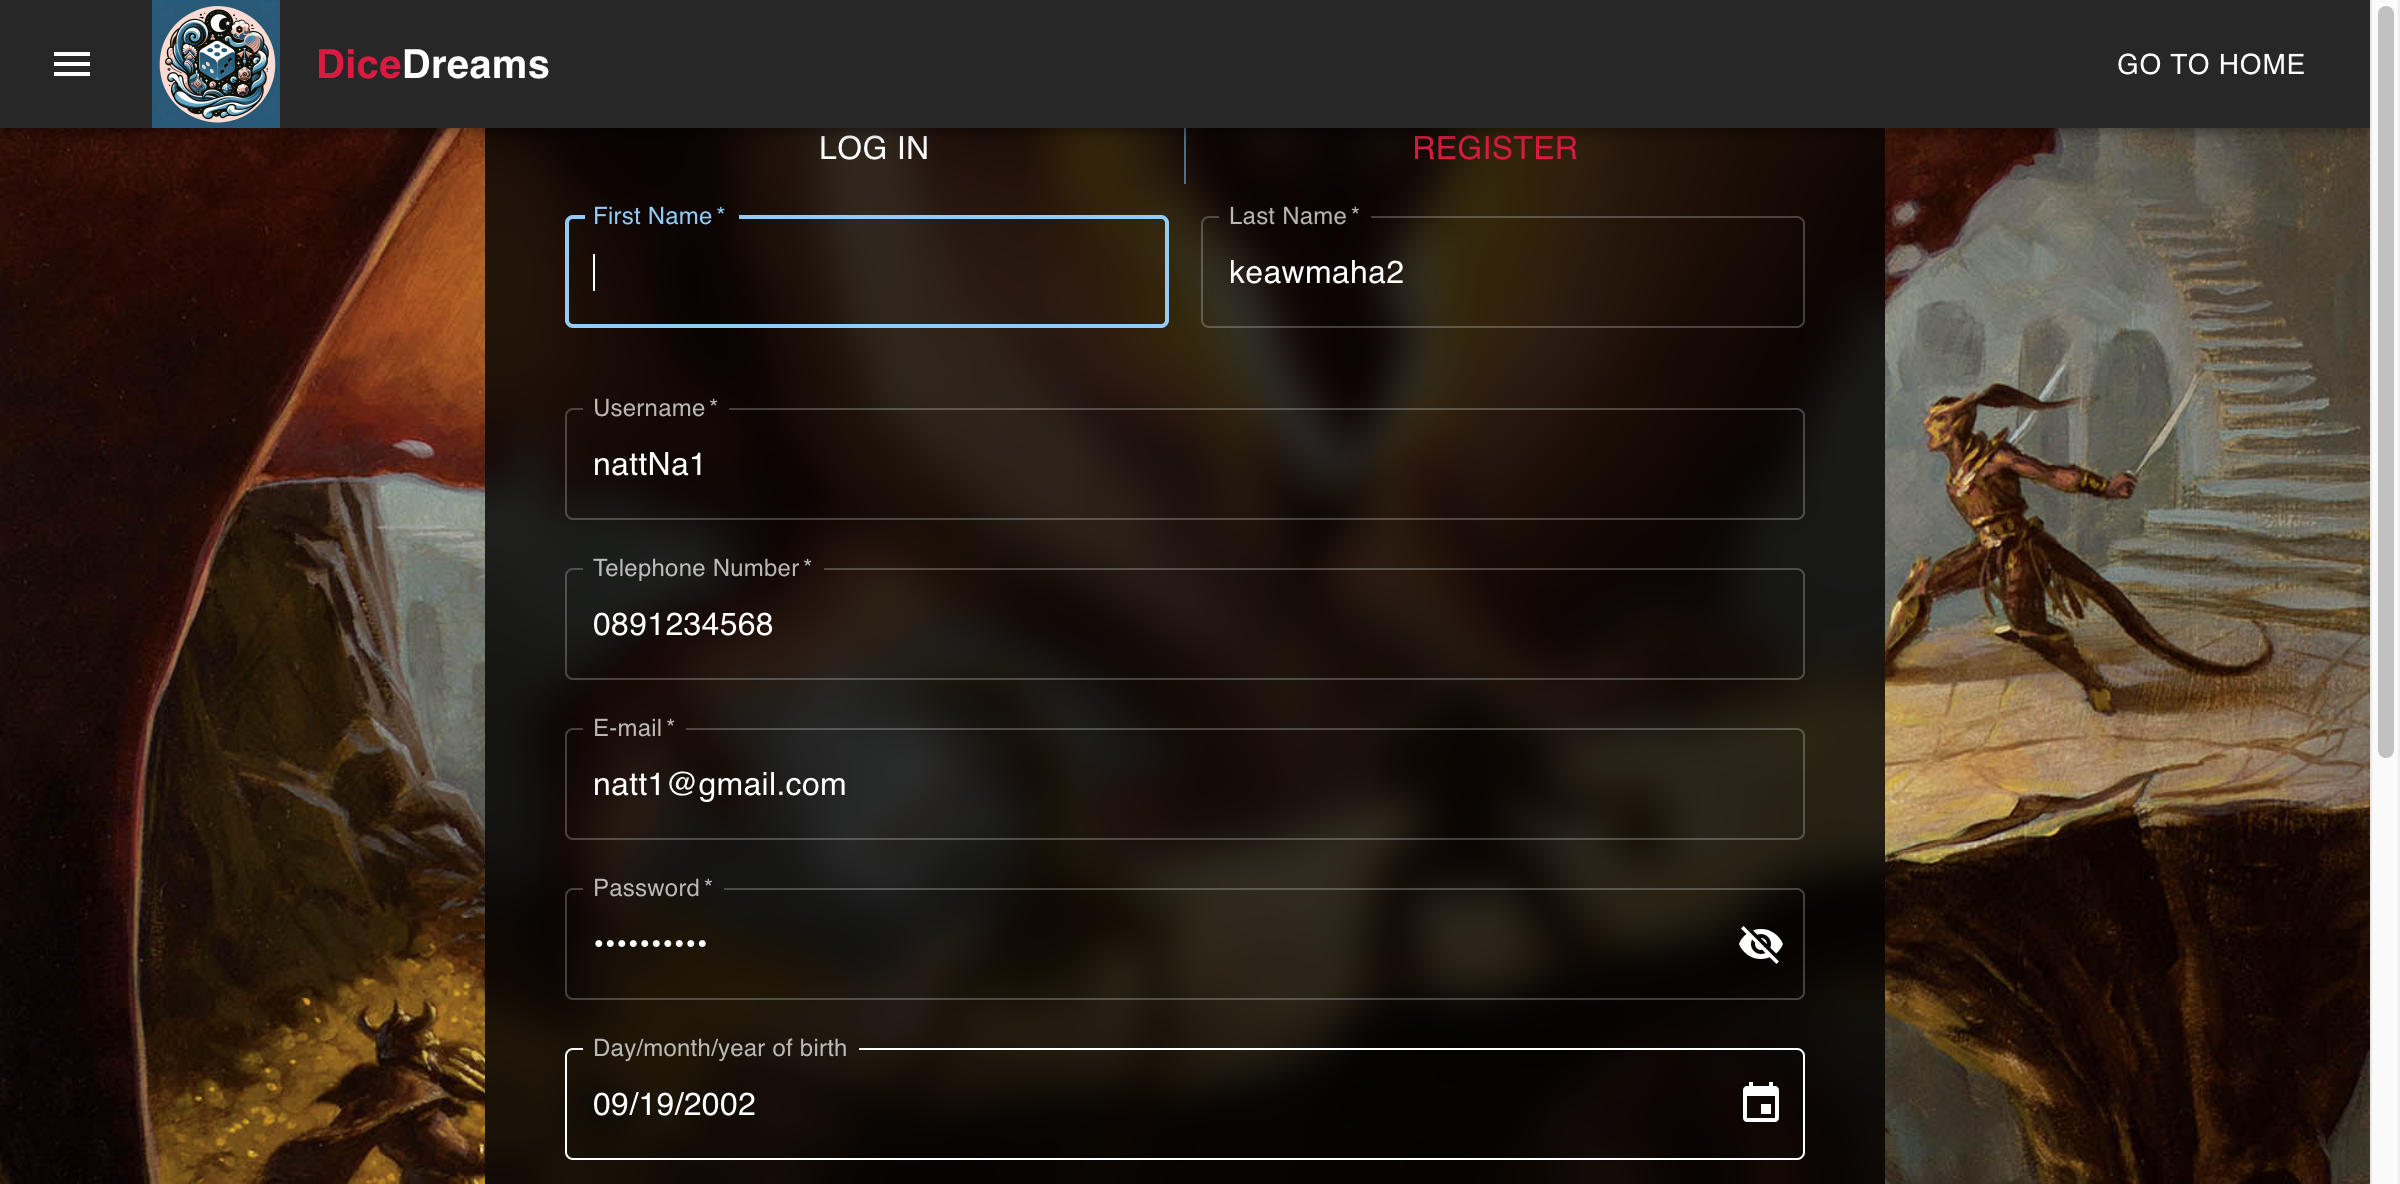 DiceDreams
GO TO HOME
LOG IN
REGISTER
First Name *
Last Name *
keawmaha2
Username *
nattNa1
Telephone Number *
0891234568
E-mail *
natt1@gmail.com
Password *
••••••••••
Day/month/year of birth
09/19/2002